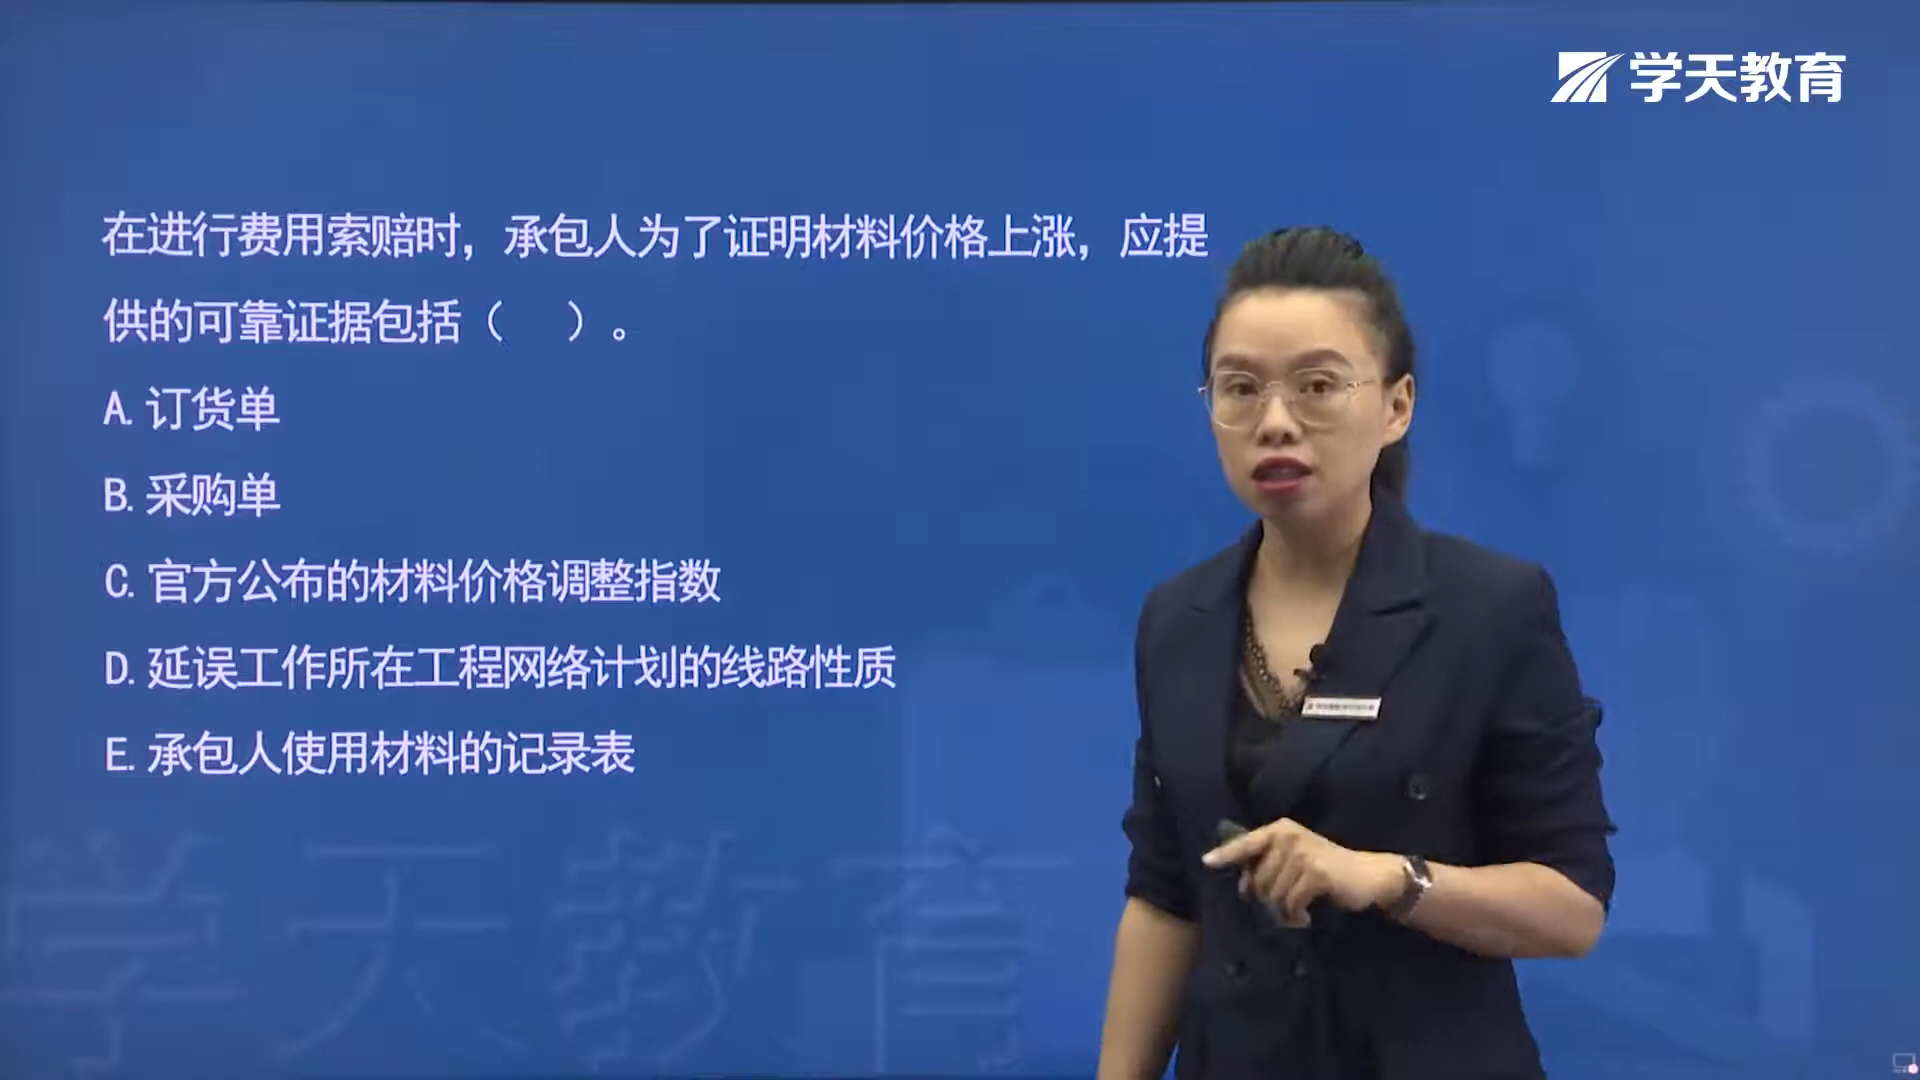 学天教育
在进行费用索赔时，承包人为了证明材料价格上涨，应提
供的可靠证据包括（　）。
A. 订货单
B. 采购单
C. 官方公布的材料价格调整指数
D. 延误工作所在工程网络计划的线路性质
E. 承包人使用材料的记录表
学天教育